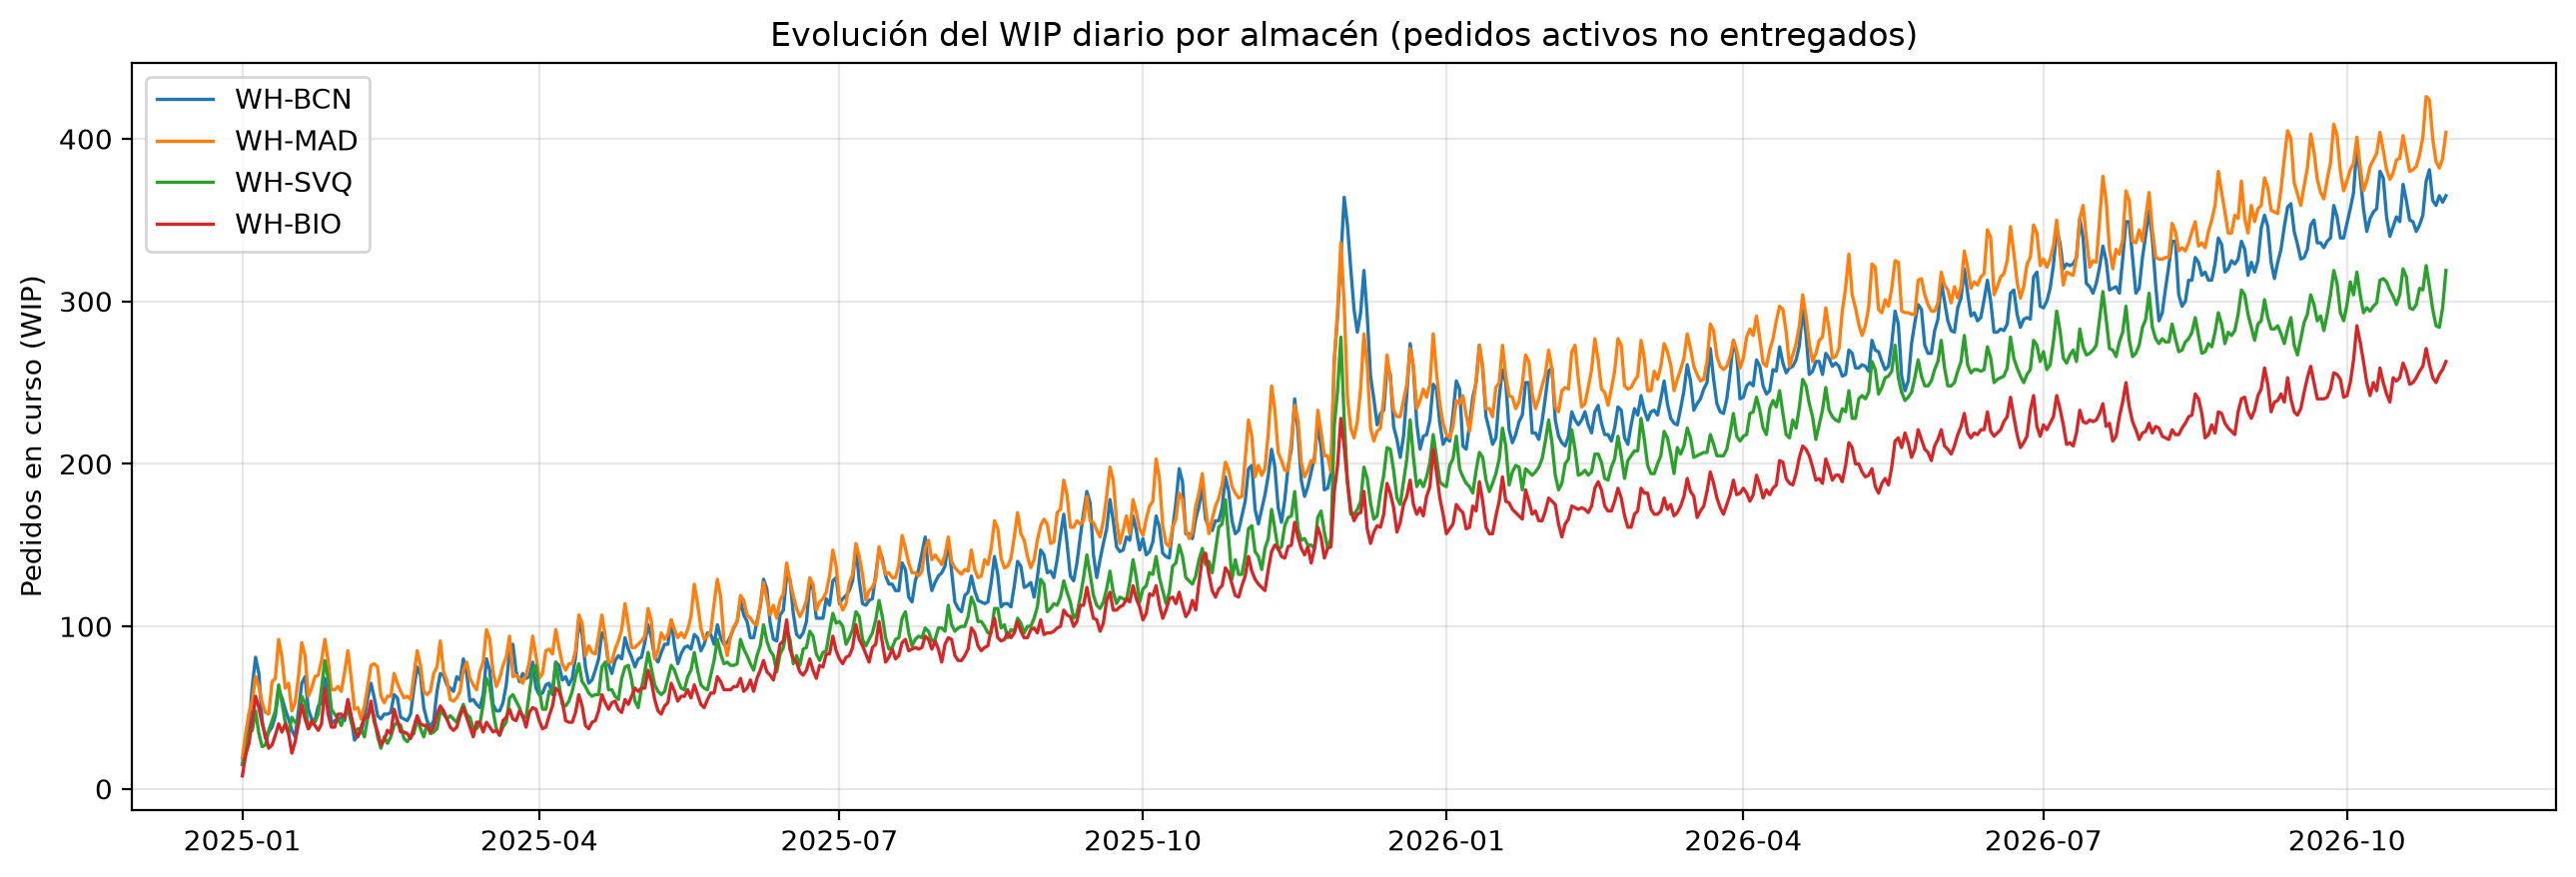 Evolución del WIP diario por almacén (pedidos activos no entregados)
WH-BCN
WH-MAD
WH-SVQ
WH-BIO
Pedidos en curso (WIP)
400
300
200
100
0
2025-01
2025-04
2025-07
2025-10
2026-01
2026-04
2026-07
2026-10